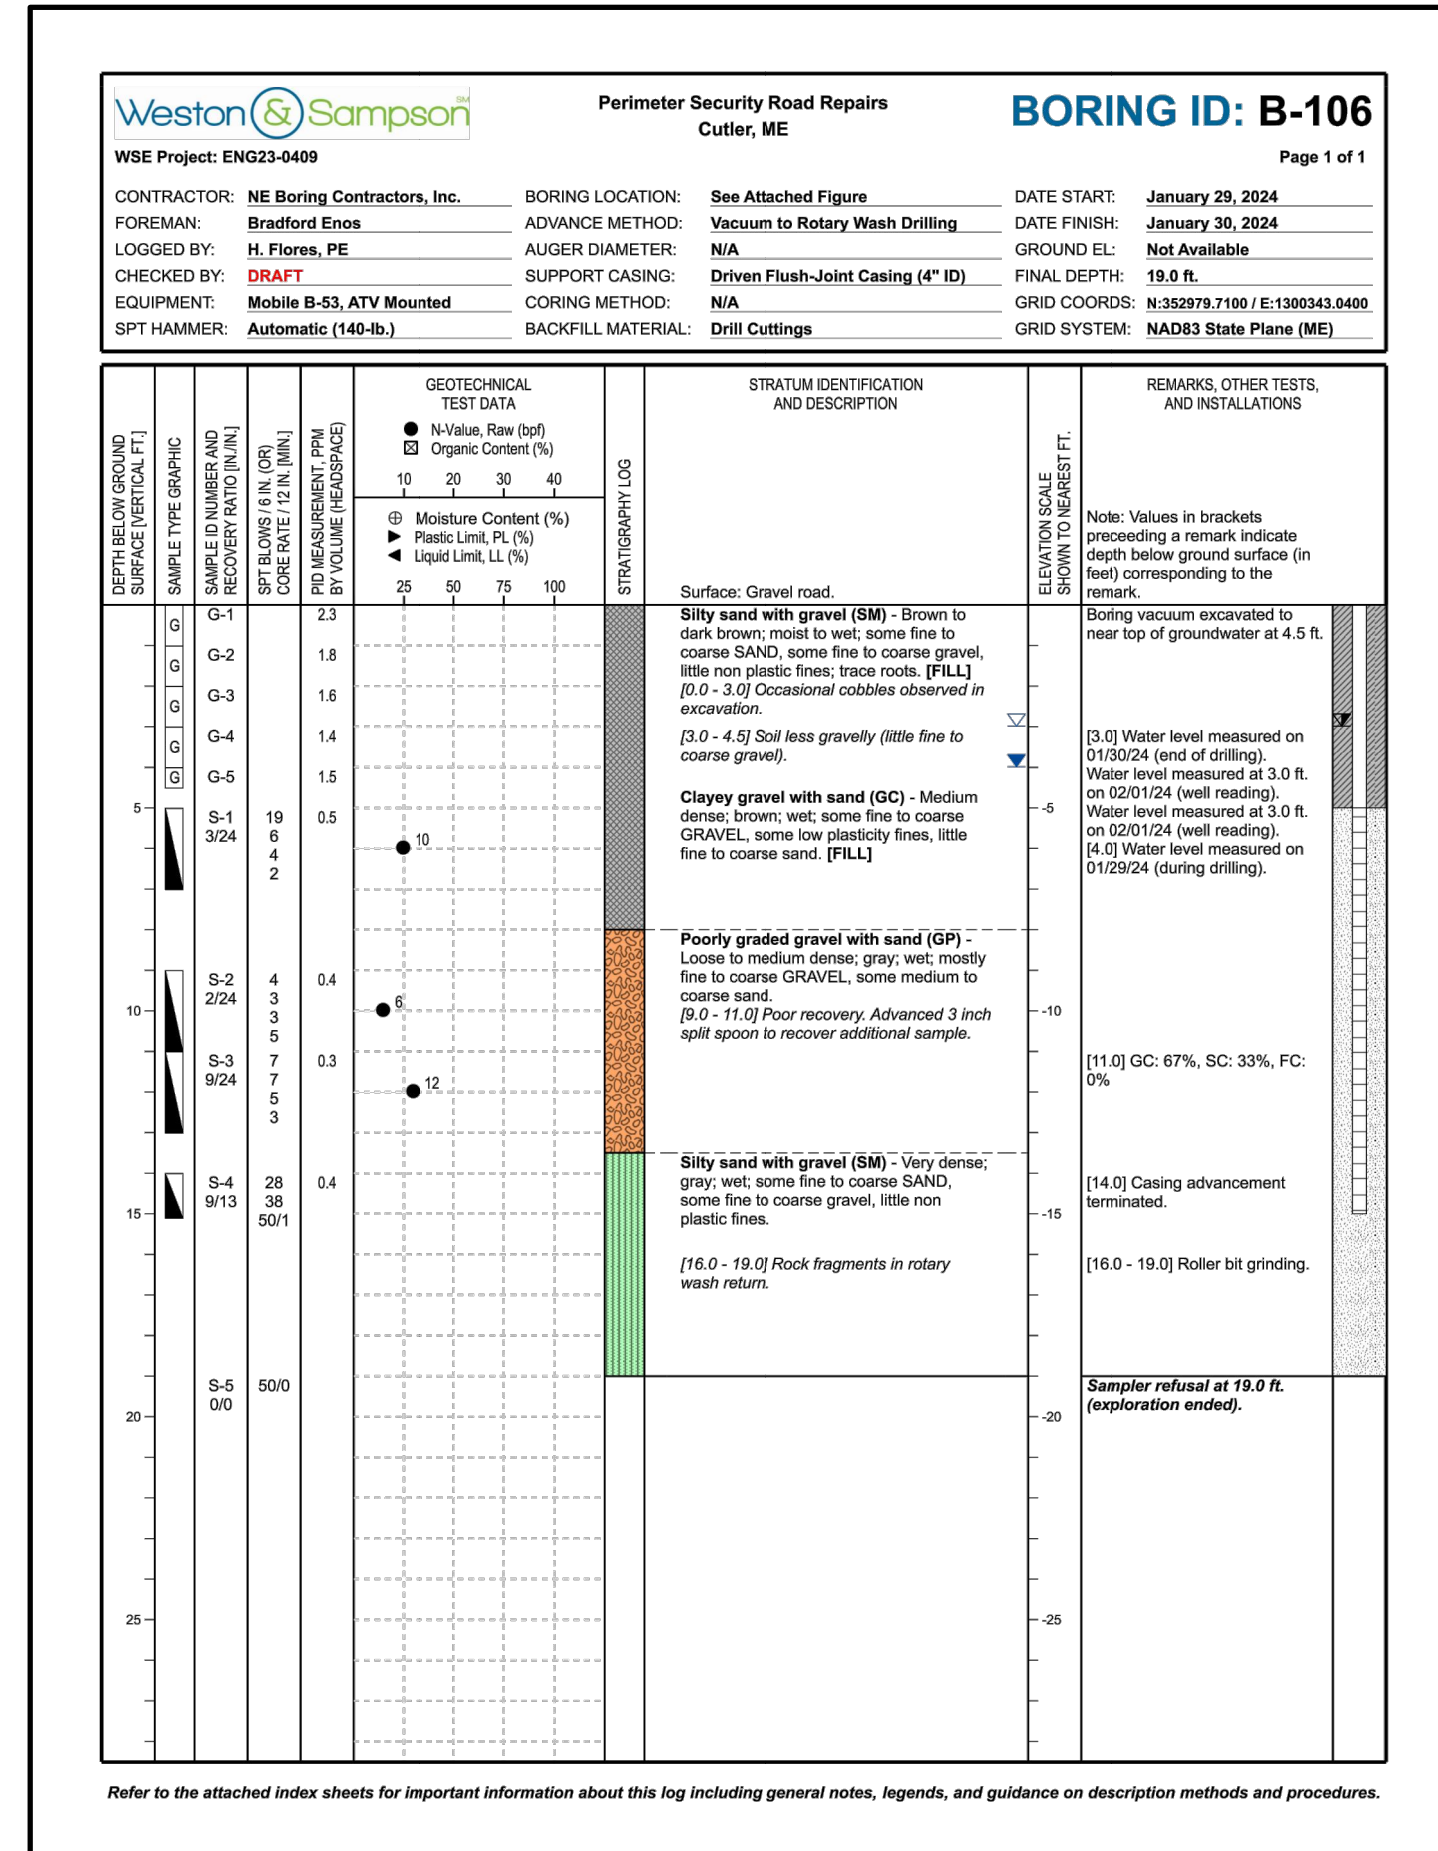 Weston & Sampson SM
Perimeter Security Road Repairs
Cutler, ME
BORING ID: B-106
WSE Project: ENG23-0409
Page 1 of 1
CONTRACTOR: NE Boring Contractors, Inc.
FOREMAN: Bradford Enos
LOGGED BY: H. Flores, PE
CHECKED BY: DRAFT
EQUIPMENT: Mobile B-53, ATV Mounted
SPT HAMMER: Automatic (140-lb.)
BORING LOCATION: See Attached Figure
ADVANCE METHOD: Vacuum to Rotary Wash Drilling
AUGER DIAMETER: N/A
SUPPORT CASING: Driven Flush-Joint Casing (4" ID)
CORING METHOD: N/A
BACKFILL MATERIAL: Drill Cuttings
DATE START: January 29, 2024
DATE FINISH: January 30, 2024
GROUND EL: Not Available
FINAL DEPTH: 19.0 ft.
GRID COORDS: N:352979.7100 / E:1300343.0400
GRID SYSTEM: NAD83 State Plane (ME)
DEPTH BELOW GROUND
SURFACE [VERTICAL FT.]
SAMPLE TYPE GRAPHIC
SAMPLE ID NUMBER AND
RECOVERY RATIO [IN./IN.]
SPT BLOWS / 6 IN. (OR)
CORE RATE / 12 IN. [MIN.]
PID MEASUREMENT, PPM
BY VOLUME (HEADSPACE)
GEOTECHNICAL
TEST DATA
N-Value, Raw (bpf)
Organic Content (%)
10 20 30 40
Moisture Content (%)
Plastic Limit, PL (%)
Liquid Limit, LL (%)
25 50 75 100
STRATIGRAPHY LOG
STRATUM IDENTIFICATION
AND DESCRIPTION
Surface: Gravel road.
ELEVATION SCALE
SHOWN TO NEAREST FT.
REMARKS, OTHER TESTS,
AND INSTALLATIONS
Note: Values in brackets
preceeding a remark indicate
depth below ground surface (in
feet) corresponding to the
remark.
5
10
15
20
25
G
G
G
G
G
G-1
G-2
G-3
G-4
G-5
S-1
3/24
S-2
2/24
S-3
9/24
S-4
9/13
S-5
0/0
19
6
4
2
4
3
3
5
7
7
5
3
28
38
50/1
50/0
2.3
1.8
1.6
1.4
1.5
0.5
0.4
0.3
0.4
10
6
12
Silty sand with gravel (SM) - Brown to
dark brown; moist to wet; some fine to
coarse SAND, some fine to coarse gravel,
little non plastic fines; trace roots. [FILL]
[0.0 - 3.0] Occasional cobbles observed in
excavation.
[3.0 - 4.5] Soil less gravelly (little fine to
coarse gravel).
Clayey gravel with sand (GC) - Medium
dense; brown; wet; some fine to coarse
GRAVEL, some low plasticity fines, little
fine to coarse sand. [FILL]
Poorly graded gravel with sand (GP) -
Loose to medium dense; gray; wet; mostly
fine to coarse GRAVEL, some medium to
coarse sand.
[9.0 - 11.0] Poor recovery. Advanced 3 inch
split spoon to recover additional sample.
Silty sand with gravel (SM) - Very dense;
gray; wet; some fine to coarse SAND,
some fine to coarse gravel, little non
plastic fines.
[16.0 - 19.0] Rock fragments in rotary
wash return.
-5
-10
-15
-20
-25
Boring vacuum excavated to
near top of groundwater at 4.5 ft.
[3.0] Water level measured on
01/30/24 (end of drilling).
Water level measured at 3.0 ft.
on 02/01/24 (well reading).
Water level measured at 3.0 ft.
on 02/01/24 (well reading).
[4.0] Water level measured on
01/29/24 (during drilling).
[11.0] GC: 67%, SC: 33%, FC:
0%
[14.0] Casing advancement
terminated.
[16.0 - 19.0] Roller bit grinding.
Sampler refusal at 19.0 ft.
(exploration ended).
Refer to the attached index sheets for important information about this log including general notes, legends, and guidance on description methods and procedures.